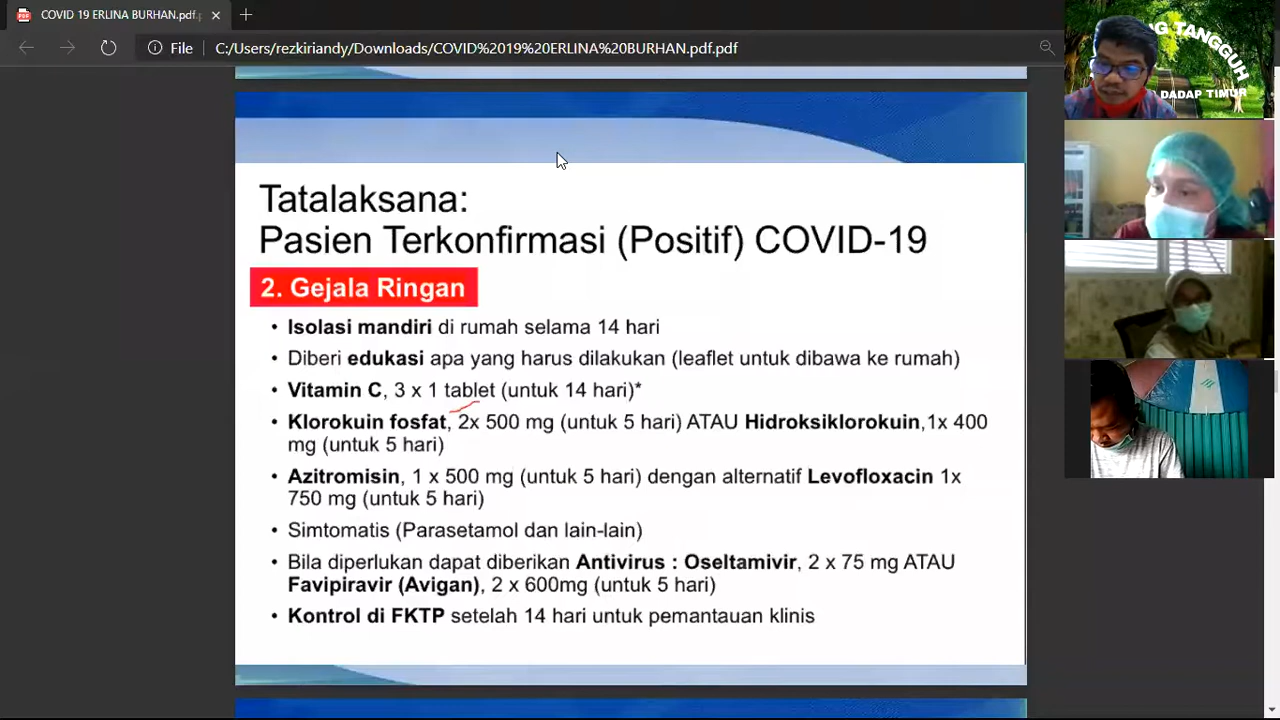 COVID 19 ERLINA BURHAN.pdf.p
File
C:/Users/rezkiriandy/Downloads/COVID%2019%20ERLINA%20BURHAN.pdf.pdf
Tatalaksana:
Pasien Terkonfirmasi (Positif) COVID-19
2. Gejala Ringan
• Isolasi mandiri di rumah selama 14 hari
• Diberi edukasi apa yang harus dilakukan (leaflet untuk dibawa ke rumah)
• Vitamin C, 3 x 1 tablet (untuk 14 hari)*
• Klorokuin fosfat, 2x 500 mg (untuk 5 hari) ATAU Hidroksiklorokuin,1x 400
mg (untuk 5 hari)
• Azitromisin, 1 x 500 mg (untuk 5 hari) dengan alternatif Levofloxacin 1x
750 mg (untuk 5 hari)
• Simtomatis (Parasetamol dan lain-lain)
• Bila diperlukan dapat diberikan Antivirus : Oseltamivir, 2 x 75 mg ATAU
Favipiravir (Avigan), 2 x 600mg (untuk 5 hari)
• Kontrol di FKTP setelah 14 hari untuk pemantauan klinis
TANGGUH
DADAP TIMUR